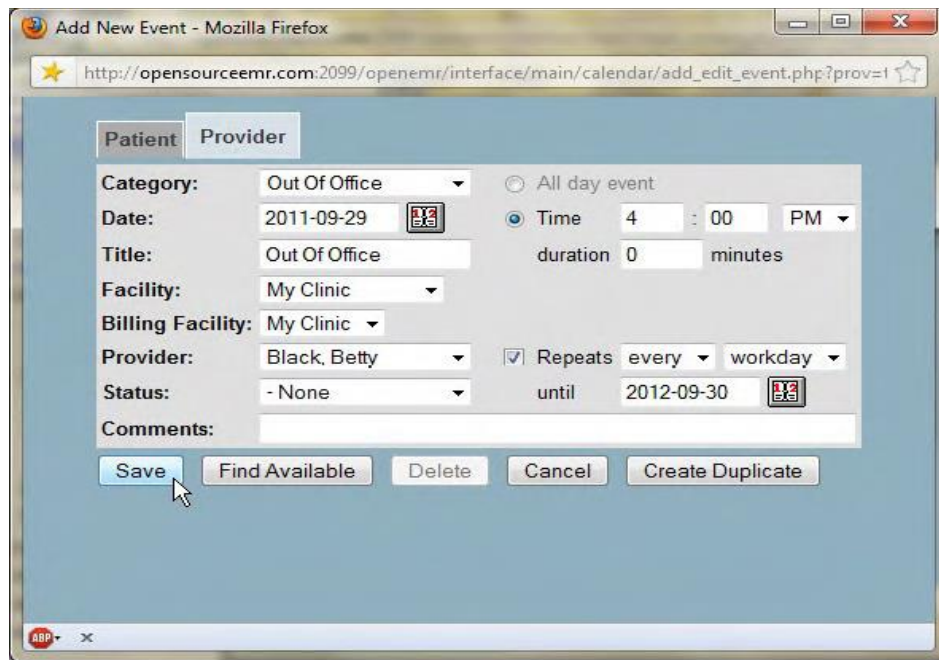 Add New Event - Mozilla Firefox
http://opensourceemr.com:2099/openemr/interface/main/calendar/add_edit_event.php?prov=t
Patient Provider
Category: Out Of Office All day event
Date: 2011-09-29 Time 4 : 00 PM
Title: Out Of Office duration 0 minutes
Facility: My Clinic
Billing Facility: My Clinic
Provider: Black, Betty Repeats every workday
Status: - None until 2012-09-30
Comments:
Save Find Available Delete Cancel Create Duplicate
ABP x